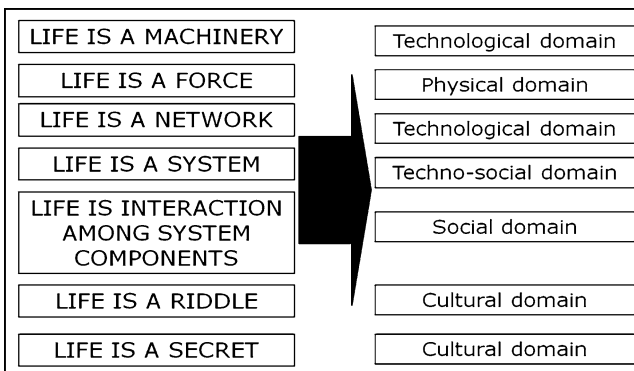 LIFE IS A MACHINERY
Technological domain
LIFE IS A FORCE
Physical domain
LIFE IS A NETWORK
Technological domain
LIFE IS A SYSTEM
Techno-social domain
LIFE IS INTERACTION
AMONG SYSTEM
COMPONENTS
Social domain
LIFE IS A RIDDLE
Cultural domain
LIFE IS A SECRET
Cultural domain